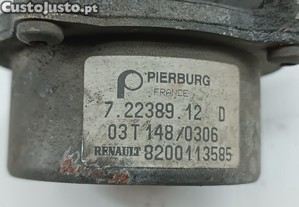 CustoJusto.pt
PIERBURG
FRANCE
7.22389.12 D
03T148/0306
RENAULT 8200113585